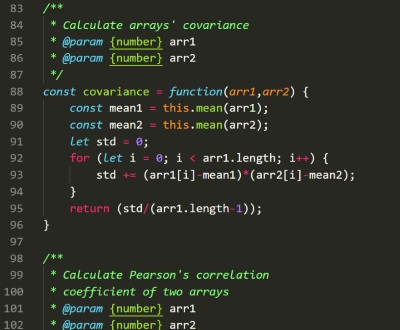 83 /**
84 * Calculate arrays' covariance
85 * @param {number} arr1
86 * @param {number} arr2
87 */
88 const covariance = function(arr1,arr2) {
89 const mean1 = this.mean(arr1);
90 const mean2 = this.mean(arr2);
91 let std = 0;
92 for (let i = 0; i < arr1.length; i++) {
93 std += (arr1[i]-mean1)*(arr2[i]-mean2);
94 }
95 return (std/(arr1.length-1));
96 }
97
98 /**
99 * Calculate Pearson's correlation
100 * coefficient of two arrays
101 * @param {number} arr1
102 * @param {number} arr2